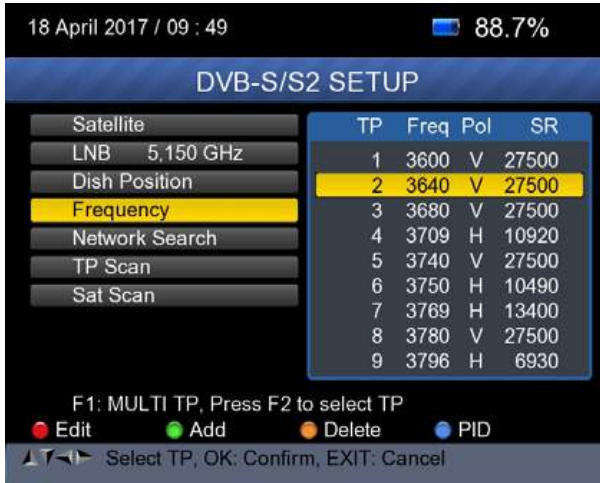 18 April 2017 / 09 : 49 88.7%
DVB-S/S2 SETUP
Satellite
LNB 5,150 GHz
Dish Position
Frequency
Network Search
TP Scan
Sat Scan
TP Freq Pol SR
1 3600 V 27500
2 3640 V 27500
3 3680 V 27500
4 3709 H 10920
5 3740 V 27500
6 3750 H 10490
7 3769 H 13400
8 3780 V 27500
9 3796 H 6930
F1: MULTI TP, Press F2 to select TP
Edit Add Delete PID
Select TP, OK: Confirm, EXIT: Cancel